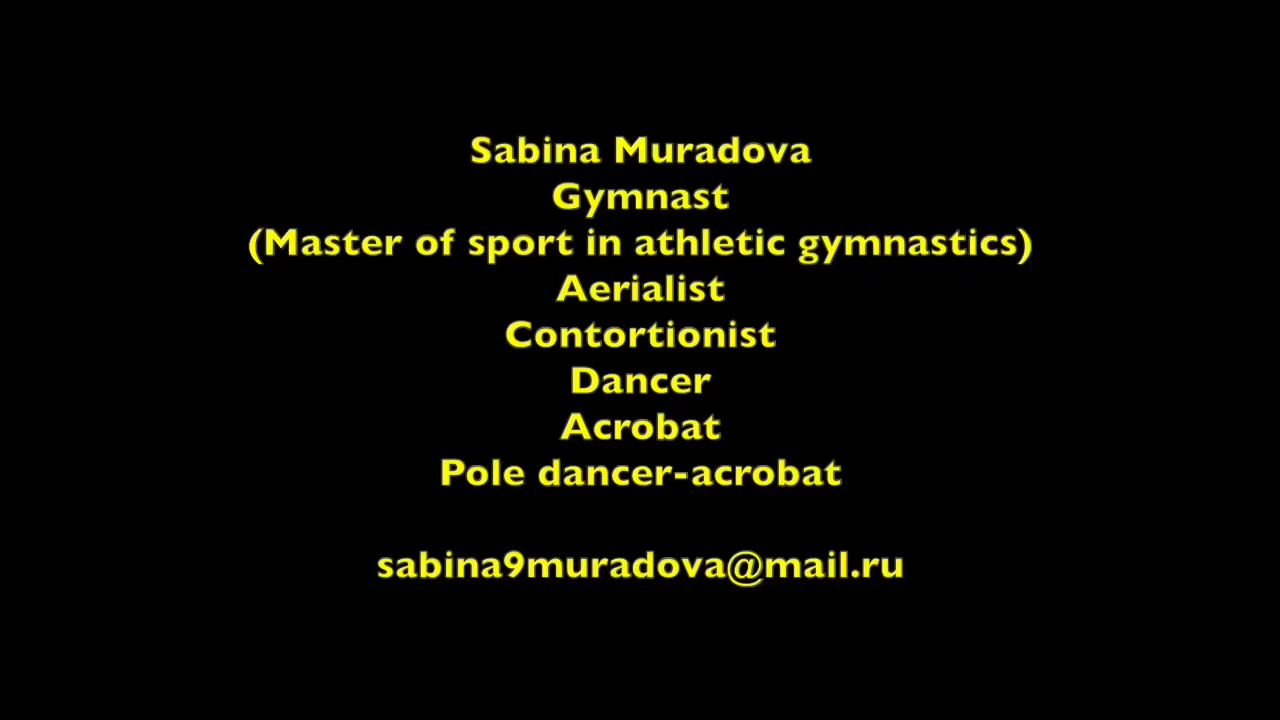 Sabina Muradova
Gymnast
(Master of sport in athletic gymnastics)
Aerialist
Contortionist
Dancer
Acrobat
Pole dancer-acrobat
sabina9muradova@mail.ru